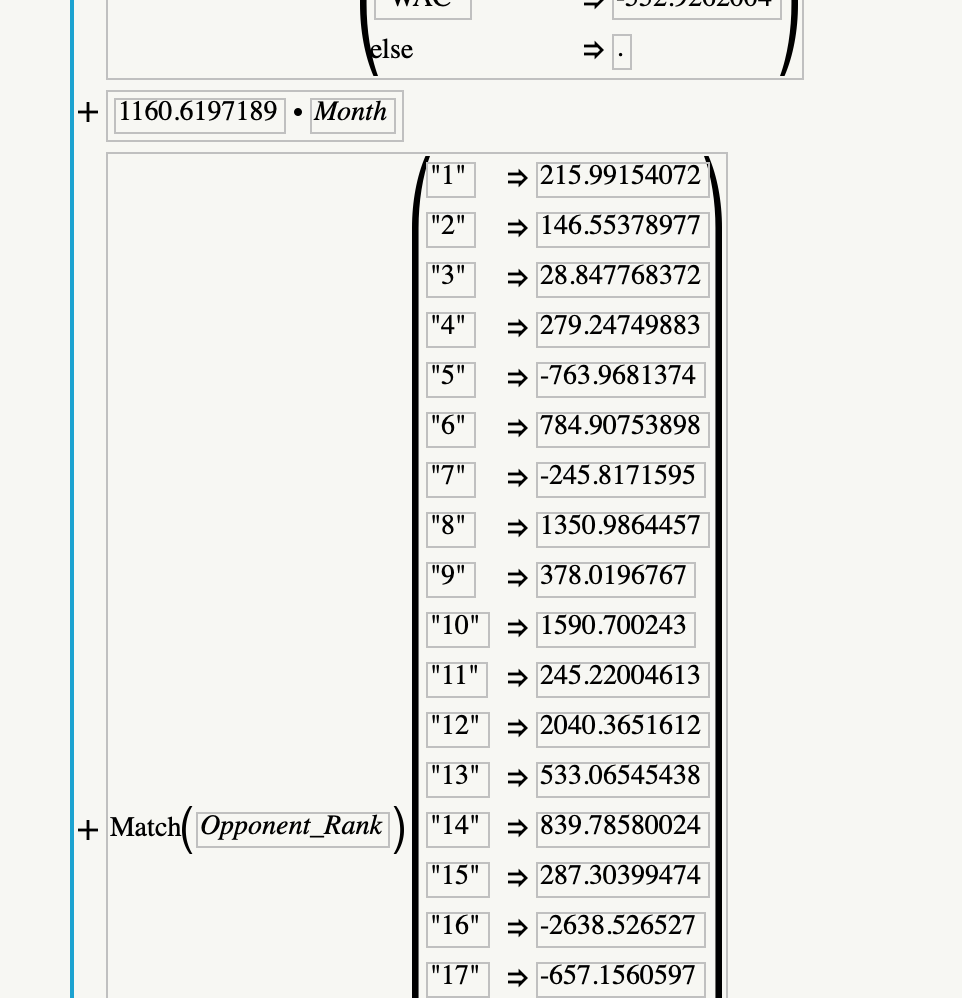 "WAC" ⇒ -332.9262004
else ⇒ .
+ 1160.6197189 • Month
"1" ⇒ 215.99154072
"2" ⇒ 146.55378977
"3" ⇒ 28.847768372
"4" ⇒ 279.24749883
"5" ⇒ -763.9681374
"6" ⇒ 784.90753898
"7" ⇒ -245.8171595
"8" ⇒ 1350.9864457
"9" ⇒ 378.0196767
"10" ⇒ 1590.700243
"11" ⇒ 245.22004613
"12" ⇒ 2040.3651612
"13" ⇒ 533.06545438
+ Match(Opponent_Rank) "14" ⇒ 839.78580024
"15" ⇒ 287.30399474
"16" ⇒ -2638.526527
"17" ⇒ -657.1560597